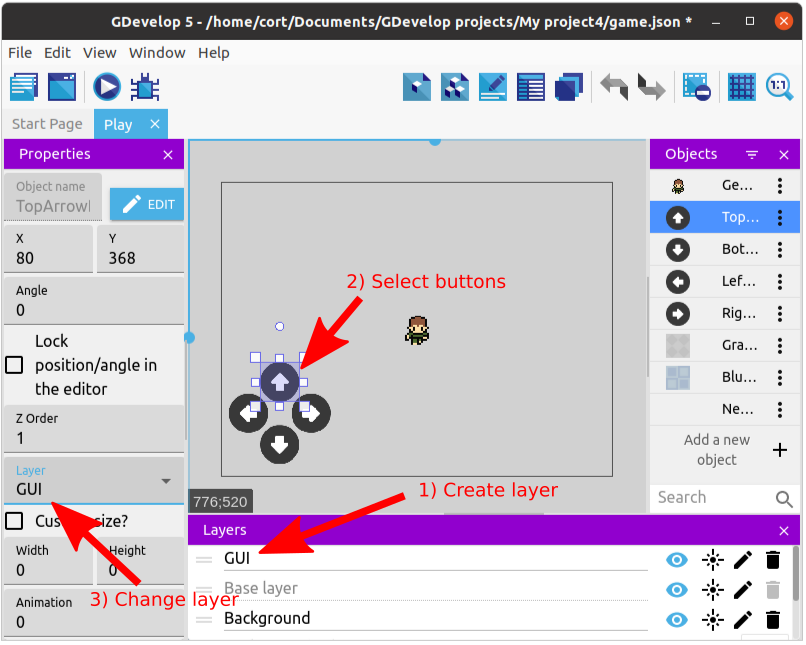 GDevelop 5 - /home/cort/Documents/GDevelop projects/My project4/game.json *
File Edit View Window Help
1:1
Start Page
Play
Properties
Object name
TopArrowl
EDIT
X
80
Y
368
Angle
0
Lock
position/angle in
the editor
Z Order
1
Layer
GUI
size?
Width
0
Height
0
Animation
0
2) Select buttons
776;520
1) Create layer
3) Change layer
Layers
GUI
Base layer
Background
Objects
Ge...
Top...
Bot...
Lef...
Rig...
Gra...
Blu...
Ne...
Add a new
object
Search